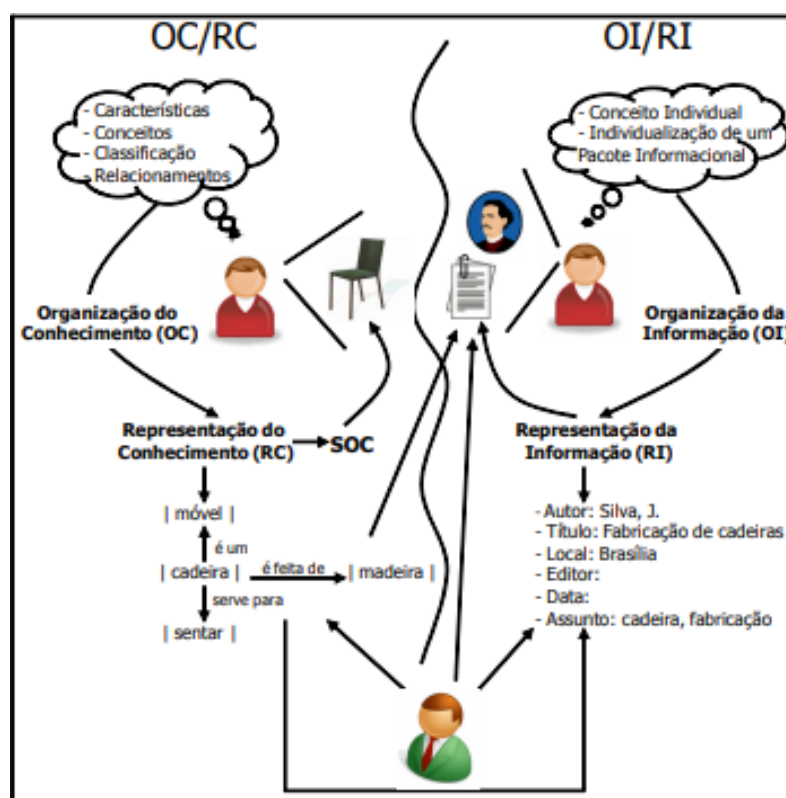 OC/RC
- Características
- Conceitos
- Classificação
- Relacionamentos
Organização do
Conhecimento (OC)
Representação do
Conhecimento (RC)
SOC
| móvel |
é um
| cadeira |
é feita de
| madeira |
serve para
| sentar |
OI/RI
- Conceito Individual
- Individualização de um
Pacote Informacional
Organização da
Informação (OI)
Representação da
Informação (RI)
- Autor: Silva, J.
- Título: Fabricação de cadeiras
- Local: Brasília
- Editor:
- Data:
- Assunto: cadeira, fabricação